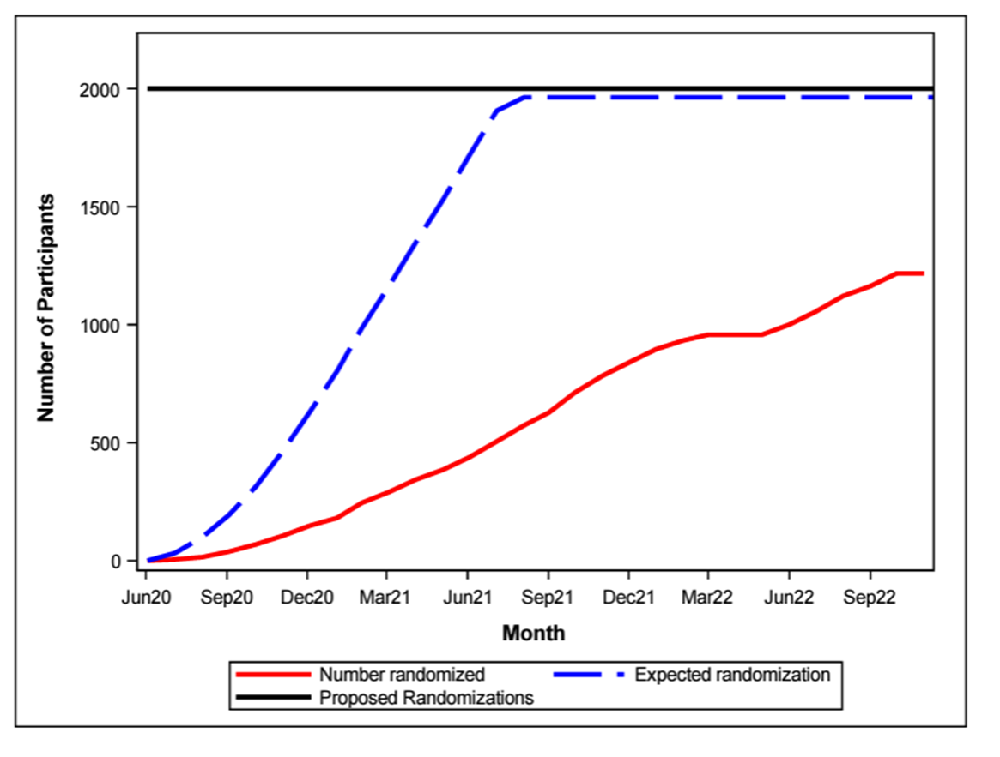 2000
1500
1000
500
0
Number of Participants
Jun20 Sep20 Dec20 Mar21 Jun21 Sep21 Dec21 Mar22 Jun22 Sep22
Month
Number randomized Expected randomization
Proposed Randomizations